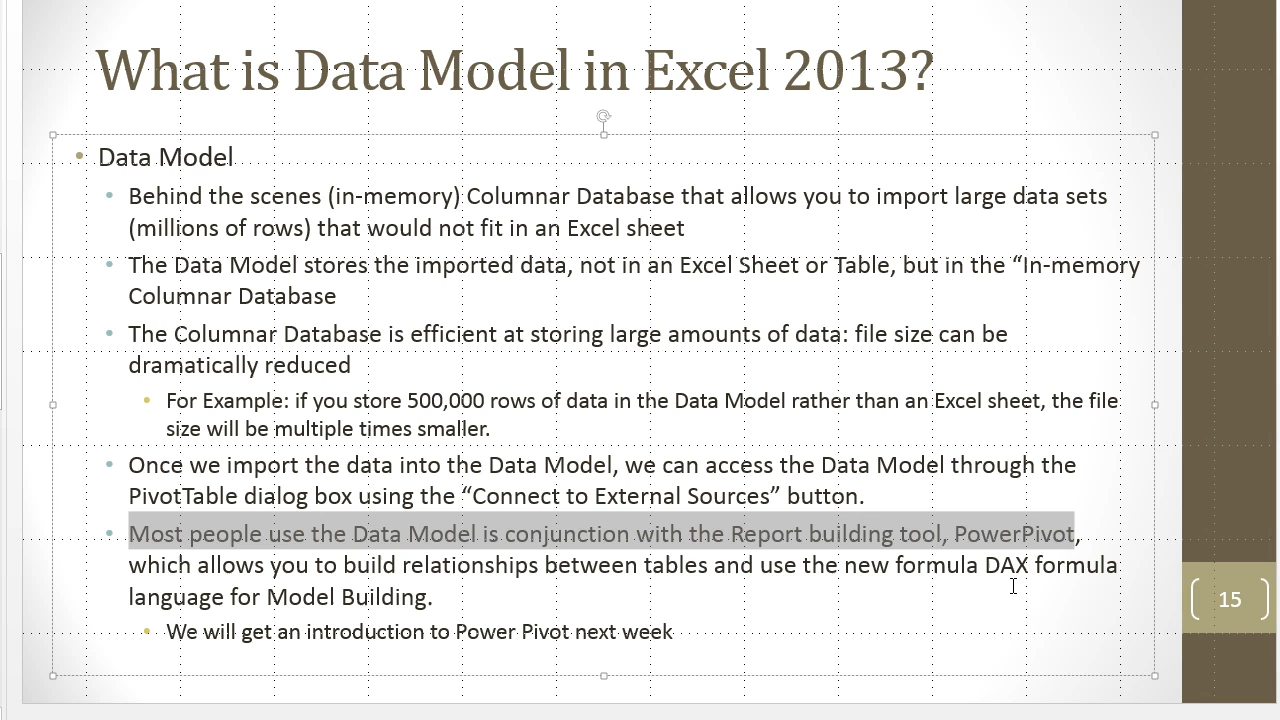 What is Data Model in Excel 2013?
• Data Model
• Behind the scenes (in-memory) Columnar Database that allows you to import large data sets
(millions of rows) that would not fit in an Excel sheet
• The Data Model stores the imported data, not in an Excel Sheet or Table, but in the “In-memory
Columnar Database
• The Columnar Database is efficient at storing large amounts of data: file size can be
dramatically reduced
• For Example: if you store 500,000 rows of data in the Data Model rather than an Excel sheet, the file
size will be multiple times smaller.
• Once we import the data into the Data Model, we can access the Data Model through the
PivotTable dialog box using the “Connect to External Sources” button.
• Most people use the Data Model is conjunction with the Report building tool, PowerPivot,
which allows you to build relationships between tables and use the new formula DAX formula
language for Model Building.
• We will get an introduction to Power Pivot next week
15